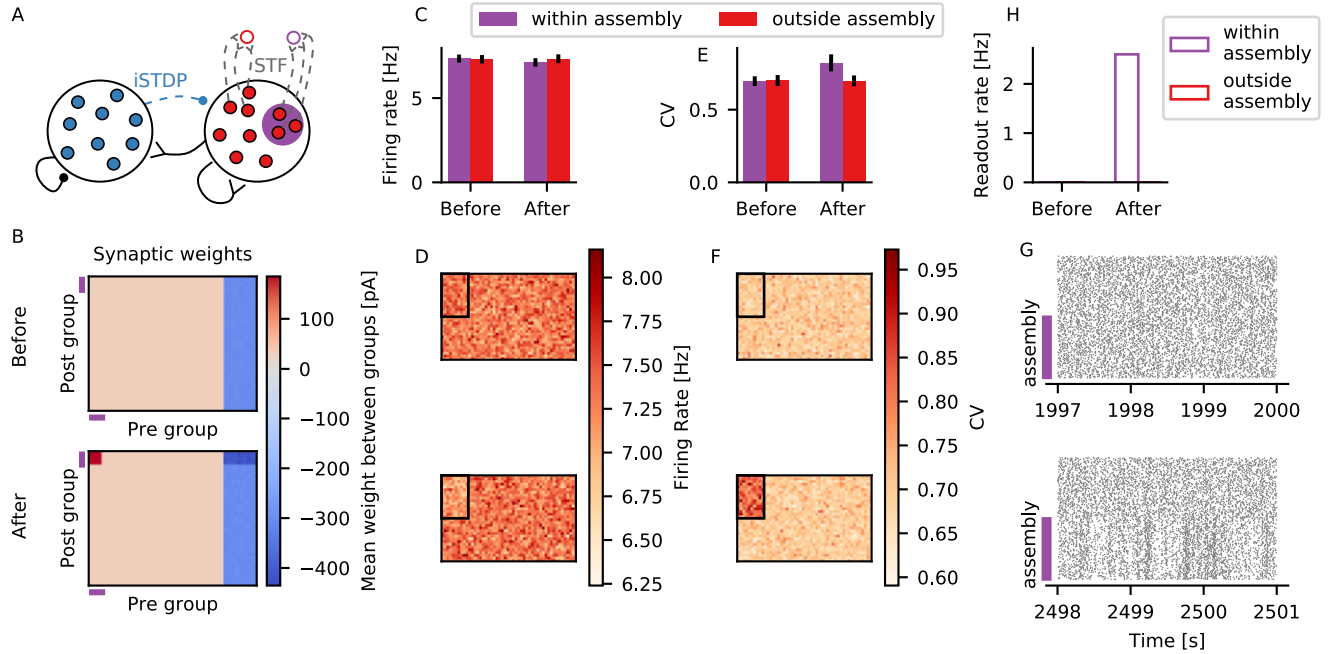 A
iSTDP
STF
B
Synaptic weights
Before
Post group
Pre group
After
Post group
Pre group
100
0
−100
−200
−300
−400
Mean weight between groups [pA]
within assembly
outside assembly
C
Firing rate [Hz]
5
0
Before
After
E
CV
0.5
0.0
Before
After
H
Readout rate [Hz]
2
1
0
Before
After
within
assembly
outside
assembly
D
8.00
7.75
7.50
7.25
7.00
6.75
6.50
6.25
Firing Rate [Hz]
F
0.95
0.90
0.85
0.80
0.75
0.70
0.65
0.60
CV
G
assembly
1997
1998
1999
2000
assembly
2498
2499
2500
2501
Time [s]